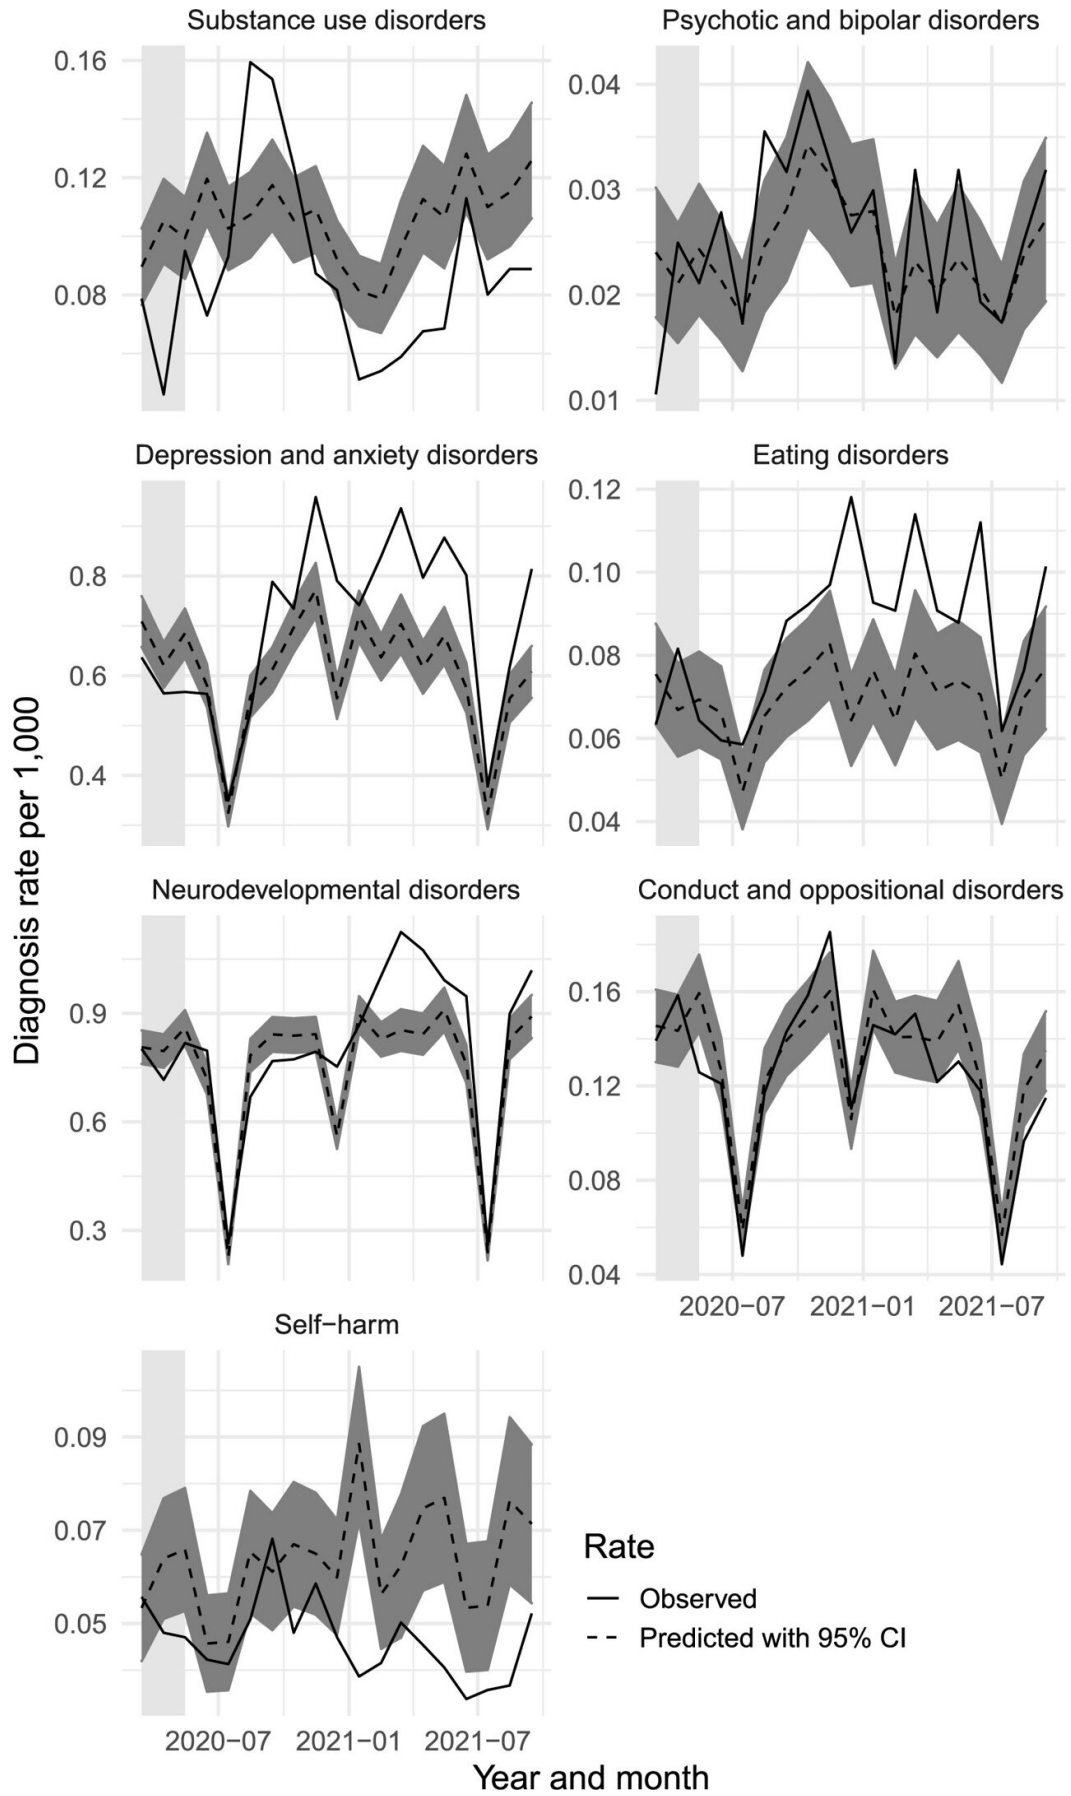 Substance use disorders
Psychotic and bipolar disorders
0.16
0.12
0.08
0.04
0.03
0.02
0.01
Depression and anxiety disorders
Eating disorders
0.8
0.6
0.4
0.12
0.10
0.08
0.06
0.04
Diagnosis rate per 1,000
Neurodevelopmental disorders
Conduct and oppositional disorders
0.9
0.6
0.3
0.16
0.12
0.08
0.04
2020−07 2021−01 2021−07
Self−harm
0.09
0.07
0.05
2020−07 2021−01 2021−07
Rate
Observed
Predicted with 95% CI
Year and month